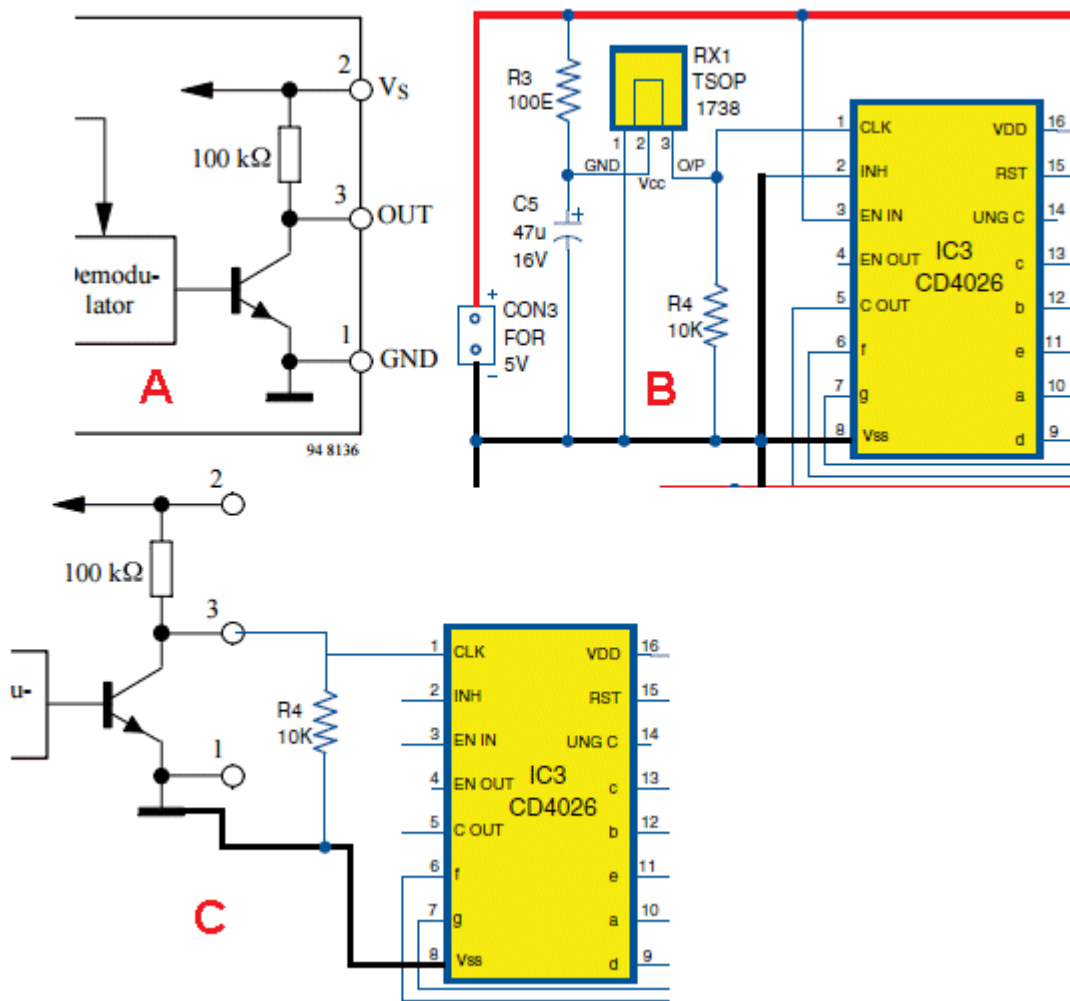 2
VS
100 kΩ
3
OUT
Demodu-
lator
1
GND
A
94 8136
R3
100E
RX1
TSOP
1738
1
2
3
GND
Vcc
O/P
C5
47u
16V
+
+
CON3
FOR
5V
–
R4
10K
B
1 CLK VDD 16
2 INH RST 15
3 EN IN UNG C 14
4 EN OUT c 13
IC3
CD4026
5 C OUT b 12
6 f e 11
7 g a 10
8 Vss d 9
2
100 kΩ
3
u-
1
R4
10K
C
1 CLK VDD 16
2 INH RST 15
3 EN IN UNG C 14
4 EN OUT c 13
IC3
CD4026
5 C OUT b 12
6 f e 11
7 g a 10
8 Vss d 9